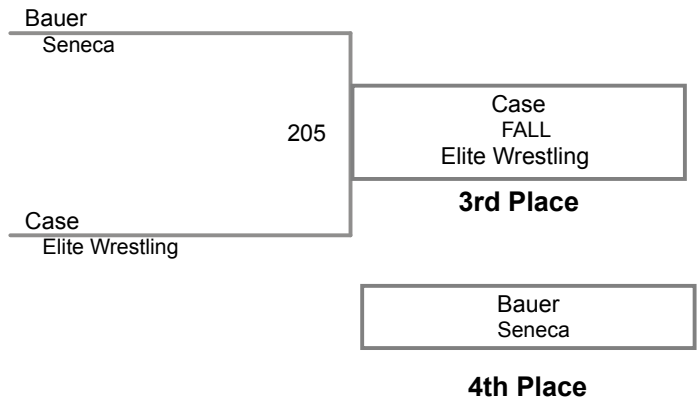 Bauer
Seneca
205
Case
FALL
Elite Wrestling
3rd Place
Case
Elite Wrestling
Bauer
Seneca
4th Place